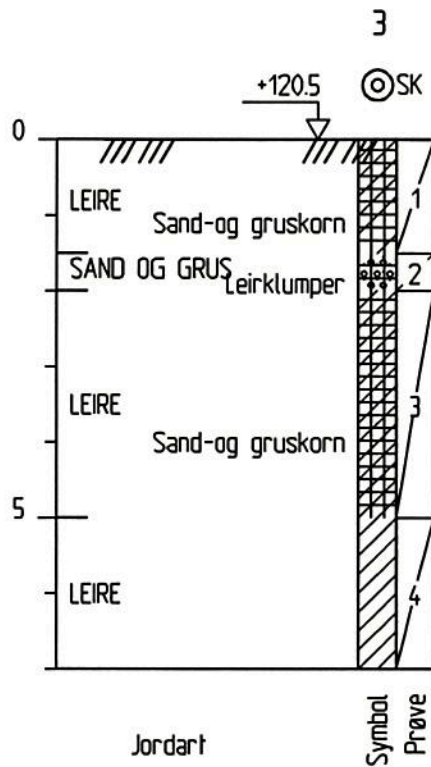 3
+120.5 SK
0
LEIRE
1
Sand-og gruskorn
SAND OG GRUS
2
Leirklumper
LEIRE
3
Sand-og gruskorn
5
LEIRE
4
Jordart
Symbol
Prøve